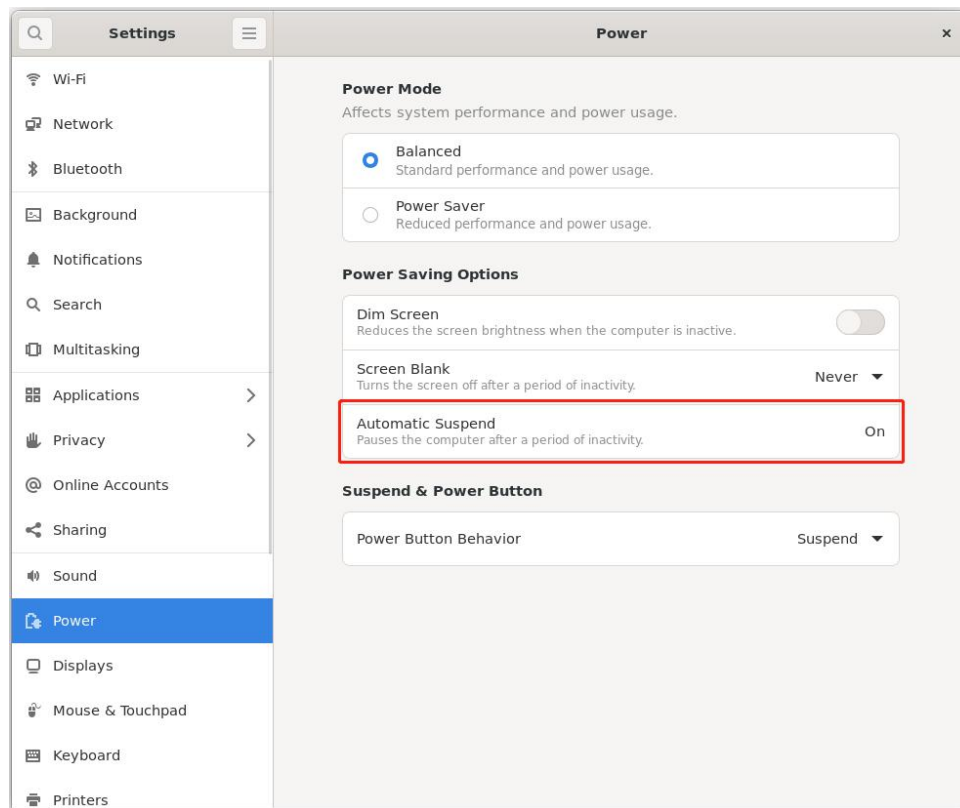 Settings
Power
Wi-Fi
Network
Bluetooth
Background
Notifications
Search
Multitasking
Applications
Privacy
Online Accounts
Sharing
Sound
Power
Displays
Mouse & Touchpad
Keyboard
Printers
Power Mode
Affects system performance and power usage.
Balanced
Standard performance and power usage.
Power Saver
Reduced performance and power usage.
Power Saving Options
Dim Screen
Reduces the screen brightness when the computer is inactive.
Screen Blank
Turns the screen off after a period of inactivity.
Never
Automatic Suspend
Pauses the computer after a period of inactivity.
On
Suspend & Power Button
Power Button Behavior
Suspend